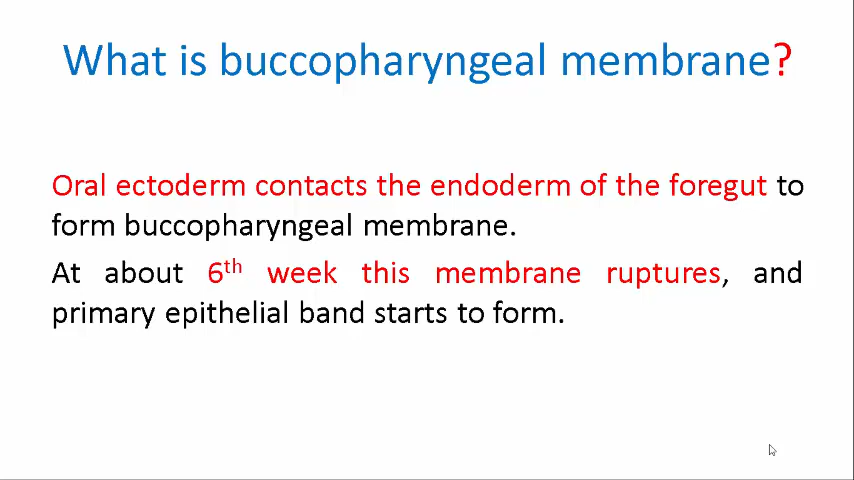 What is buccopharyngeal membrane?
Oral ectoderm contacts the endoderm of the foregut to
form buccopharyngeal membrane.
At about 6th week this membrane ruptures, and
primary epithelial band starts to form.